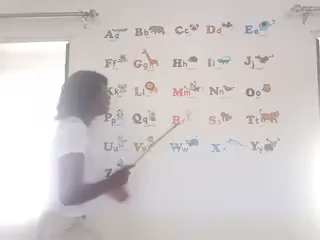 Aa Bb Cc Dd Ee
Ff Gg Hh Ii Jj
Kk Ll Mm Nn Oo
Pp Qq Rr Ss Tt
Uu Vv Ww X Yy
Z